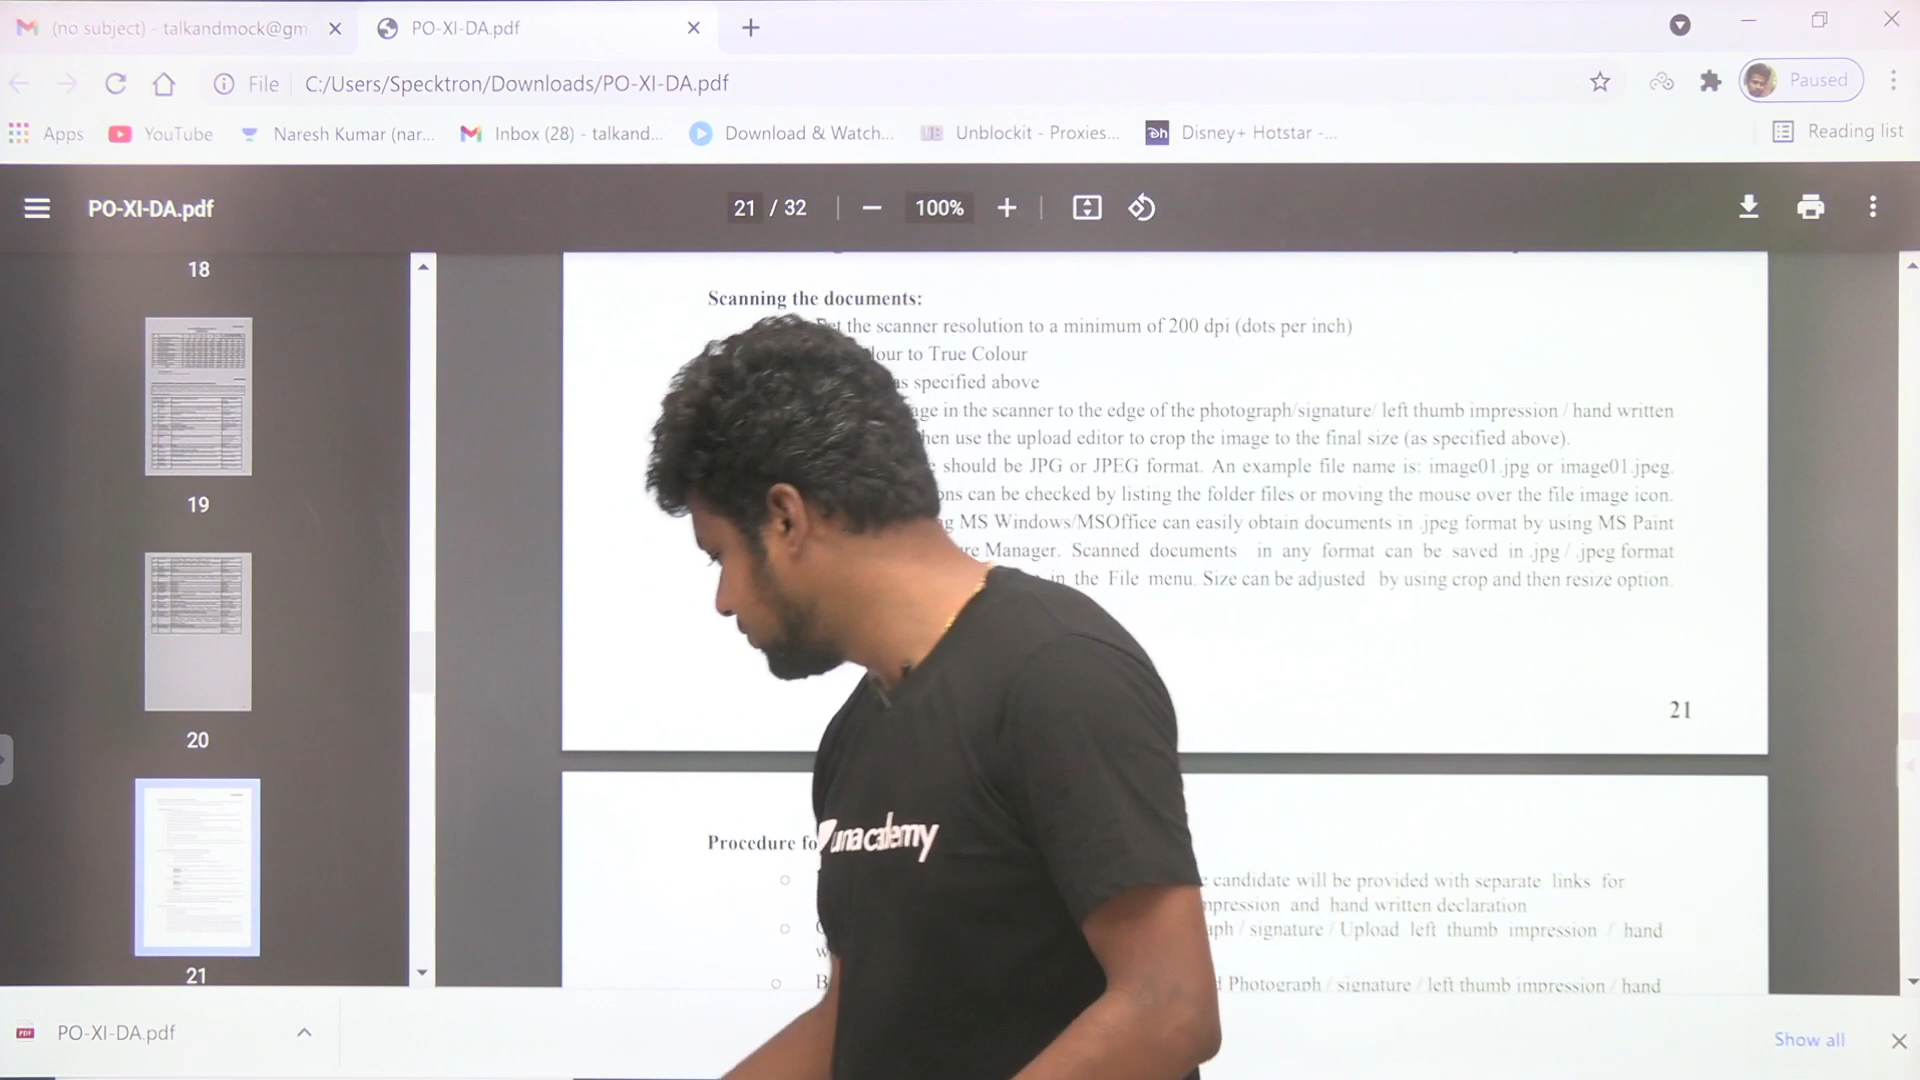 (no subject) - talkandmock@gm
PO-XI-DA.pdf
File
C:/Users/Specktron/Downloads/PO-XI-DA.pdf
Paused
Apps
YouTube
Naresh Kumar (nar...
Inbox (28) - talkand...
Download & Watch...
Unblockit - Proxies...
Disney+ Hotstar -...
Reading list
PO-XI-DA.pdf
21 / 32
100%
18
19
20
21
Scanning the documents:
the scanner resolution to a minimum of 200 dpi (dots per inch)
to True Colour
as specified above
in the scanner to the edge of the photograph/signature/ left thumb impression / hand written
use the upload editor to crop the image to the final size (as specified above).
should be JPG or JPEG format. An example file name is: image01.jpg or image01.jpeg.
can be checked by listing the folder files or moving the mouse over the file image icon.
MS Windows/MSOffice can easily obtain documents in .jpeg format by using MS Paint
Manager. Scanned documents in any format can be saved in .jpg / .jpeg format
in the File menu. Size can be adjusted by using crop and then resize option.
21
Procedure fo
candidate will be provided with separate links for
and hand written declaration
/ signature / Upload left thumb impression / hand
Photograph / signature / left thumb impression / hand
unacademy
PO-XI-DA.pdf
Show all